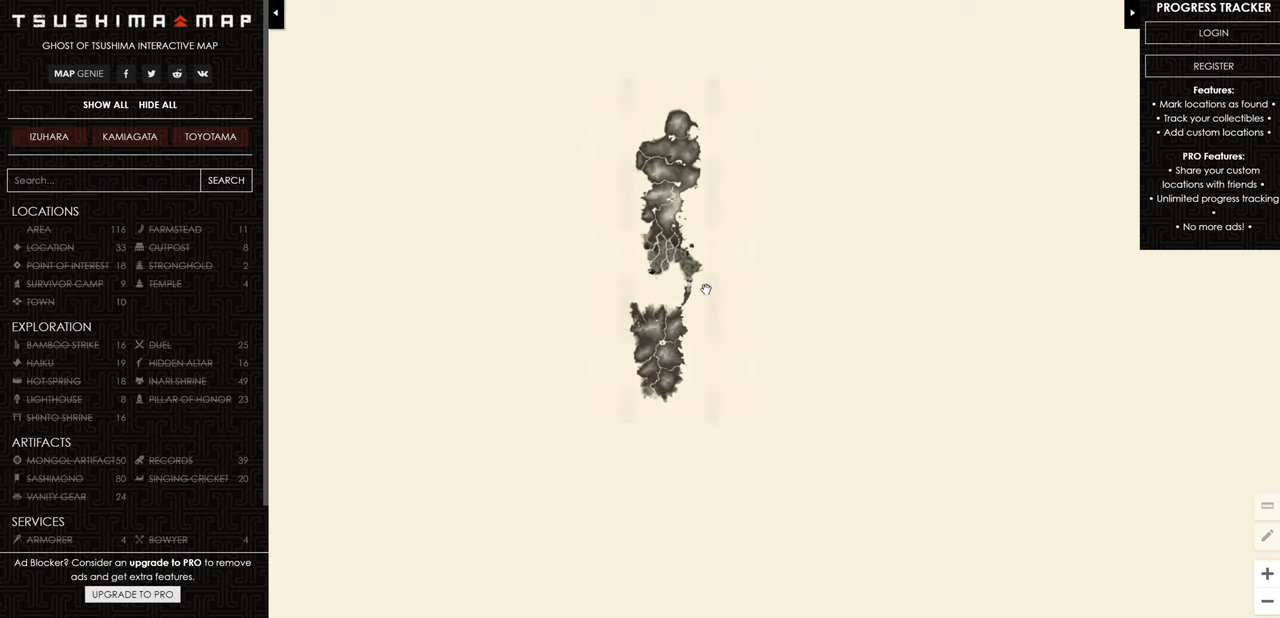 TSUSHIMA MAP
GHOST OF TSUSHIMA INTERACTIVE MAP
MAP GENIE
SHOW ALL HIDE ALL
IZUHARA KAMIAGATA TOYOTAMA
Search... SEARCH
LOCATIONS
AREA 116 FARMSTEAD 11
LOCATION 33 OUTPOST 8
POINT OF INTEREST 18 STRONGHOLD 2
SURVIVOR CAMP 9 TEMPLE 4
TOWN 10
EXPLORATION
BAMBOO STRIKE 16 DUEL 25
HAIKU 19 HIDDEN ALTAR 16
HOT SPRING 18 INARI SHRINE 49
LIGHTHOUSE 8 PILLAR OF HONOR 23
SHINTO SHRINE 16
ARTIFACTS
MONGOL ARTIFACT 50 RECORDS 39
SASHIMONO 80 SINGING CRICKET 20
VANITY GEAR 24
SERVICES
ARMORER 4 BOWYER 4
Ad Blocker? Consider an upgrade to PRO to remove
ads and get extra features.
UPGRADE TO PRO
PROGRESS TRACKER
LOGIN
REGISTER
Features:
• Mark locations as found •
• Track your collectibles •
• Add custom locations •
PRO Features:
• Share your custom
locations with friends •
• Unlimited progress tracking
•
• No more ads! •